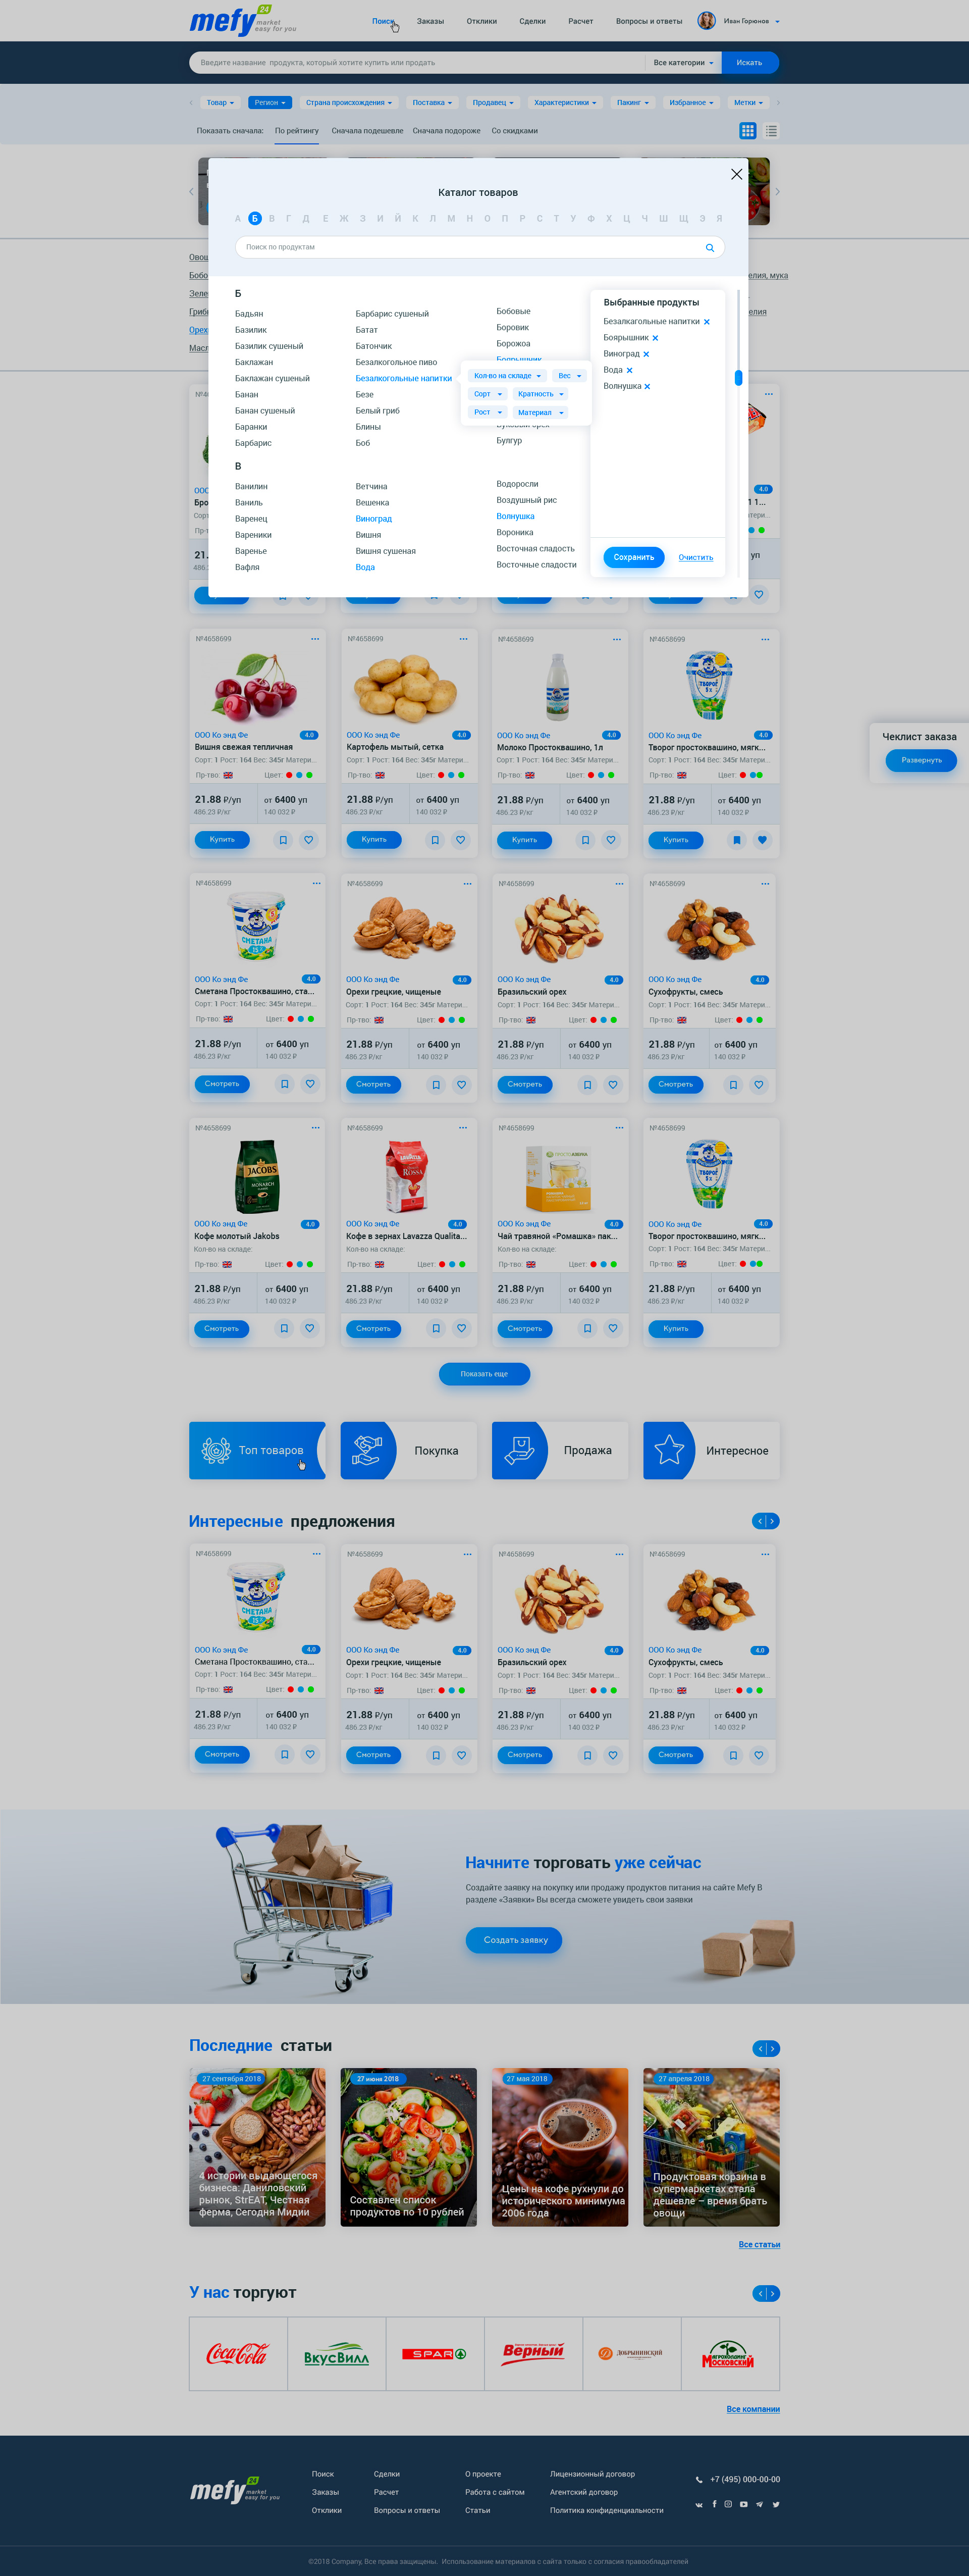 mefy 24 market easy for you
Поиск Заказы Отклики Сделки Расчет Вопросы и ответы Иван Горюнов
Введите название продукта, который хотите купить или продать Все категории Искать
Товар Регион Страна происхождения Поставка Продавец Характеристики Пакинг Избранное Метки
Показать сначала: По рейтингу Сначала подешевле Сначала подороже Со скидками
Каталог товаров
А Б В Г Д Е Ж З И Й К Л М Н О П Р С Т У Ф Х Ц Ч Ш Щ Э Я
Поиск по продуктам
Б
Бадьян
Базилик
Базилик сушеный
Баклажан
Баклажан сушеный
Банан
Банан сушеный
Баранки
Барбарис
Барбарис сушеный
Батат
Батончик
Безалкогольное пиво
Безалкогольные напитки
Безе
Белый гриб
Блины
Боб
Бобовые
Боровик
Борожоа
Боярышник
Булгур
Кол-во на складе Вес
Сорт Кратность
Рост Материал
В
Ванилин
Ваниль
Варенец
Вареники
Варенье
Вафля
Ветчина
Вешенка
Виноград
Вишня
Вишня сушеная
Вода
Водоросли
Воздушный рис
Волнушка
Вороника
Восточная сладость
Восточные сладости
Выбранные продукты
Безалкагольные напитки
Боярышник
Виноград
Вода
Волнушка
Сохранить Очистить
№4658699 №4658699 №4658699 №4658699
ООО Ко энд Фе 4.0 ООО Ко энд Фе 4.0 ООО Ко энд Фе 4.0 ООО Ко энд Фе 4.0
Вишня свежая тепличная Картофель мытый, сетка Молоко Простоквашино, 1л Творог простоквашино, мягк...
Сорт: 1 Рост: 164 Вес: 345г Матери... Сорт: 1 Рост: 164 Вес: 345г Матери... Сорт: 1 Рост: 164 Вес: 345г Матери... Сорт: 1 Рост: 164 Вес: 345г Матери...
Пр-тво: Цвет: Пр-тво: Цвет: Пр-тво: Цвет: Пр-тво: Цвет:
21.88 ₽/уп от 6400 уп 21.88 ₽/уп от 6400 уп 21.88 ₽/уп от 6400 уп 21.88 ₽/уп от 6400 уп
486.23 ₽/кг 140 032 ₽ 486.23 ₽/кг 140 032 ₽ 486.23 ₽/кг 140 032 ₽ 486.23 ₽/кг 140 032 ₽
Купить Купить Купить Купить
Чеклист заказа
Развернуть
№4658699 №4658699 №4658699 №4658699
ООО Ко энд Фе 4.0 ООО Ко энд Фе 4.0 ООО Ко энд Фе 4.0 ООО Ко энд Фе 4.0
Сметана Простоквашино, ста... Орехи грецкие, чищеные Бразильский орех Сухофрукты, смесь
Сорт: 1 Рост: 164 Вес: 345г Матери... Сорт: 1 Рост: 164 Вес: 345г Матери... Сорт: 1 Рост: 164 Вес: 345г Матери... Сорт: 1 Рост: 164 Вес: 345г Матери...
Пр-тво: Цвет: Пр-тво: Цвет: Пр-тво: Цвет: Пр-тво: Цвет:
21.88 ₽/уп от 6400 уп 21.88 ₽/уп от 6400 уп 21.88 ₽/уп от 6400 уп 21.88 ₽/уп от 6400 уп
486.23 ₽/кг 140 032 ₽ 486.23 ₽/кг 140 032 ₽ 486.23 ₽/кг 140 032 ₽ 486.23 ₽/кг 140 032 ₽
Смотреть Смотреть Смотреть Смотреть
№4658699 №4658699 №4658699 №4658699
ООО Ко энд Фе 4.0 ООО Ко энд Фе 4.0 ООО Ко энд Фе 4.0 ООО Ко энд Фе 4.0
Кофе молотый Jakobs Кофе в зернах Lavazza Qualita... Чай травяной «Ромашка» пак... Творог простоквашино, мягк...
Кол-во на складе: Кол-во на складе: Кол-во на складе: Сорт: 1 Рост: 164 Вес: 345г Матери...
Пр-тво: Цвет: Пр-тво: Цвет: Пр-тво: Цвет: Пр-тво: Цвет:
21.88 ₽/уп от 6400 уп 21.88 ₽/уп от 6400 уп 21.88 ₽/уп от 6400 уп 21.88 ₽/уп от 6400 уп
486.23 ₽/кг 140 032 ₽ 486.23 ₽/кг 140 032 ₽ 486.23 ₽/кг 140 032 ₽ 486.23 ₽/кг 140 032 ₽
Смотреть Смотреть Смотреть Купить
Показать еще
Топ товаров Покупка Продажа Интересное
Интересные предложения
№4658699 №4658699 №4658699 №4658699
ООО Ко энд Фе 4.0 ООО Ко энд Фе 4.0 ООО Ко энд Фе 4.0 ООО Ко энд Фе 4.0
Сметана Простоквашино, ста... Орехи грецкие, чищеные Бразильский орех Сухофрукты, смесь
Сорт: 1 Рост: 164 Вес: 345г Матери... Сорт: 1 Рост: 164 Вес: 345г Матери... Сорт: 1 Рост: 164 Вес: 345г Матери... Сорт: 1 Рост: 164 Вес: 345г Матери...
Пр-тво: Цвет: Пр-тво: Цвет: Пр-тво: Цвет: Пр-тво: Цвет:
21.88 ₽/уп от 6400 уп 21.88 ₽/уп от 6400 уп 21.88 ₽/уп от 6400 уп 21.88 ₽/уп от 6400 уп
486.23 ₽/кг 140 032 ₽ 486.23 ₽/кг 140 032 ₽ 486.23 ₽/кг 140 032 ₽ 486.23 ₽/кг 140 032 ₽
Смотреть Смотреть Смотреть Смотреть
Начните торговать уже сейчас
Создайте заявку на покупку или продажу продуктов питания на сайте Mefy В
разделе «Заявки» Вы всегда сможете увидеть свои заявки
Создать заявку
Последние статьи
27 сентября 2018
4 истории выдающегося
бизнеса: Даниловский
рынок, StrEAT, Честная
ферма, Сегодня Мидии
27 июня 2018
Составлен список
продуктов по 10 рублей
27 мая 2018
Цены на кофе рухнули до
исторического минимума
2006 года
27 апреля 2018
Продуктовая корзина в
супермаркетах стала
дешевле – время брать
овощи
Все статьи
У нас торгуют
Coca-Cola ВкусВилл SPAR Верный Добрынинский Агрохолдинг Московский
Все компании
mefy 24 market easy for you
Поиск Сделки О проекте Лицензионный договор +7 (495) 000-00-00
Заказы Расчет Работа с сайтом Агентский договор
Отклики Вопросы и ответы Статьи Политика конфиденциальности
©2018 Company, Все права защищены. Использование материалов с сайта только с согласия правообладателей